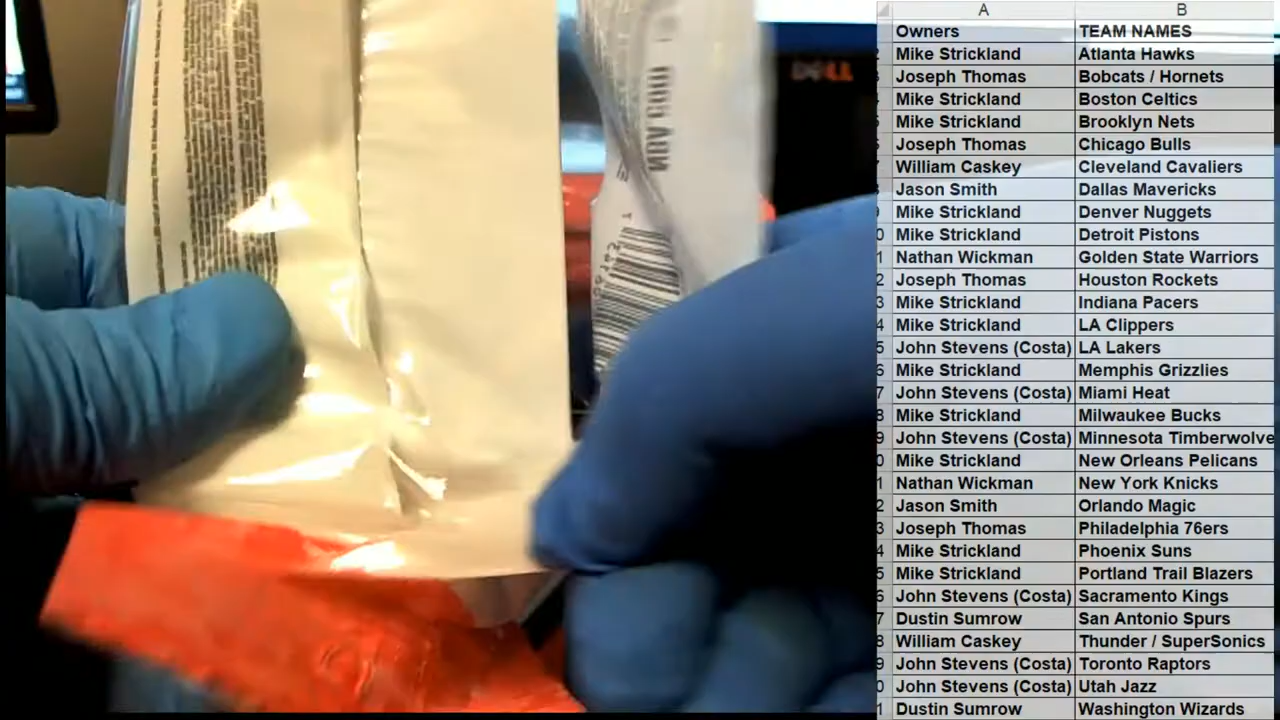 A B
Owners TEAM NAMES
Mike Strickland Atlanta Hawks
Joseph Thomas Bobcats / Hornets
Mike Strickland Boston Celtics
Mike Strickland Brooklyn Nets
Joseph Thomas Chicago Bulls
William Caskey Cleveland Cavaliers
Jason Smith Dallas Mavericks
Mike Strickland Denver Nuggets
Mike Strickland Detroit Pistons
Nathan Wickman Golden State Warriors
Joseph Thomas Houston Rockets
Mike Strickland Indiana Pacers
Mike Strickland LA Clippers
John Stevens (Costa) LA Lakers
Mike Strickland Memphis Grizzlies
John Stevens (Costa) Miami Heat
Mike Strickland Milwaukee Bucks
John Stevens (Costa) Minnesota Timberwolve
Mike Strickland New Orleans Pelicans
Nathan Wickman New York Knicks
Jason Smith Orlando Magic
Joseph Thomas Philadelphia 76ers
Mike Strickland Phoenix Suns
Mike Strickland Portland Trail Blazers
John Stevens (Costa) Sacramento Kings
Dustin Sumrow San Antonio Spurs
William Caskey Thunder / SuperSonics
John Stevens (Costa) Toronto Raptors
John Stevens (Costa) Utah Jazz
Dustin Sumrow Washington Wizards
DELL